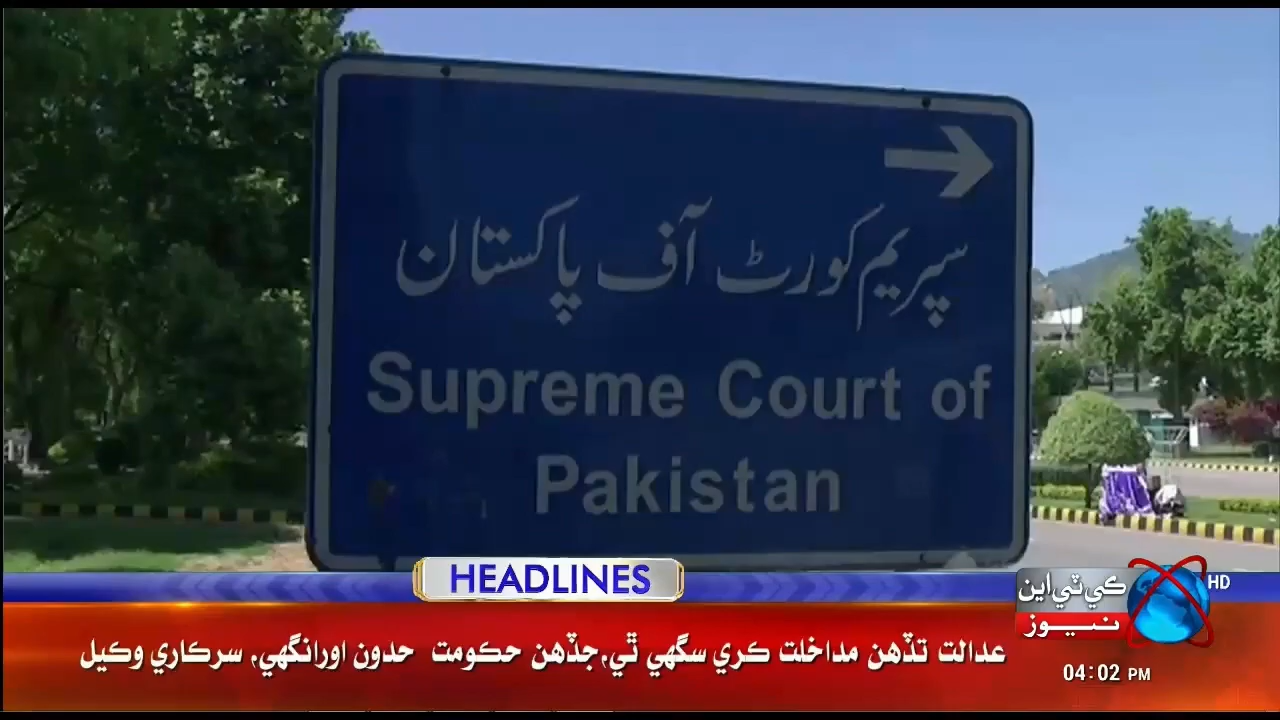 سپریم کورٹ آف پاکستان
Supreme Court of
Pakistan
HEADLINES
عدالت تڏهن مداخلت ڪري سگهي ٿي، جڏهن حڪومت حدون اورانگهي، سرڪاري وڪيل
ڪي ٽي اين
نيوز
HD
04:02 PM